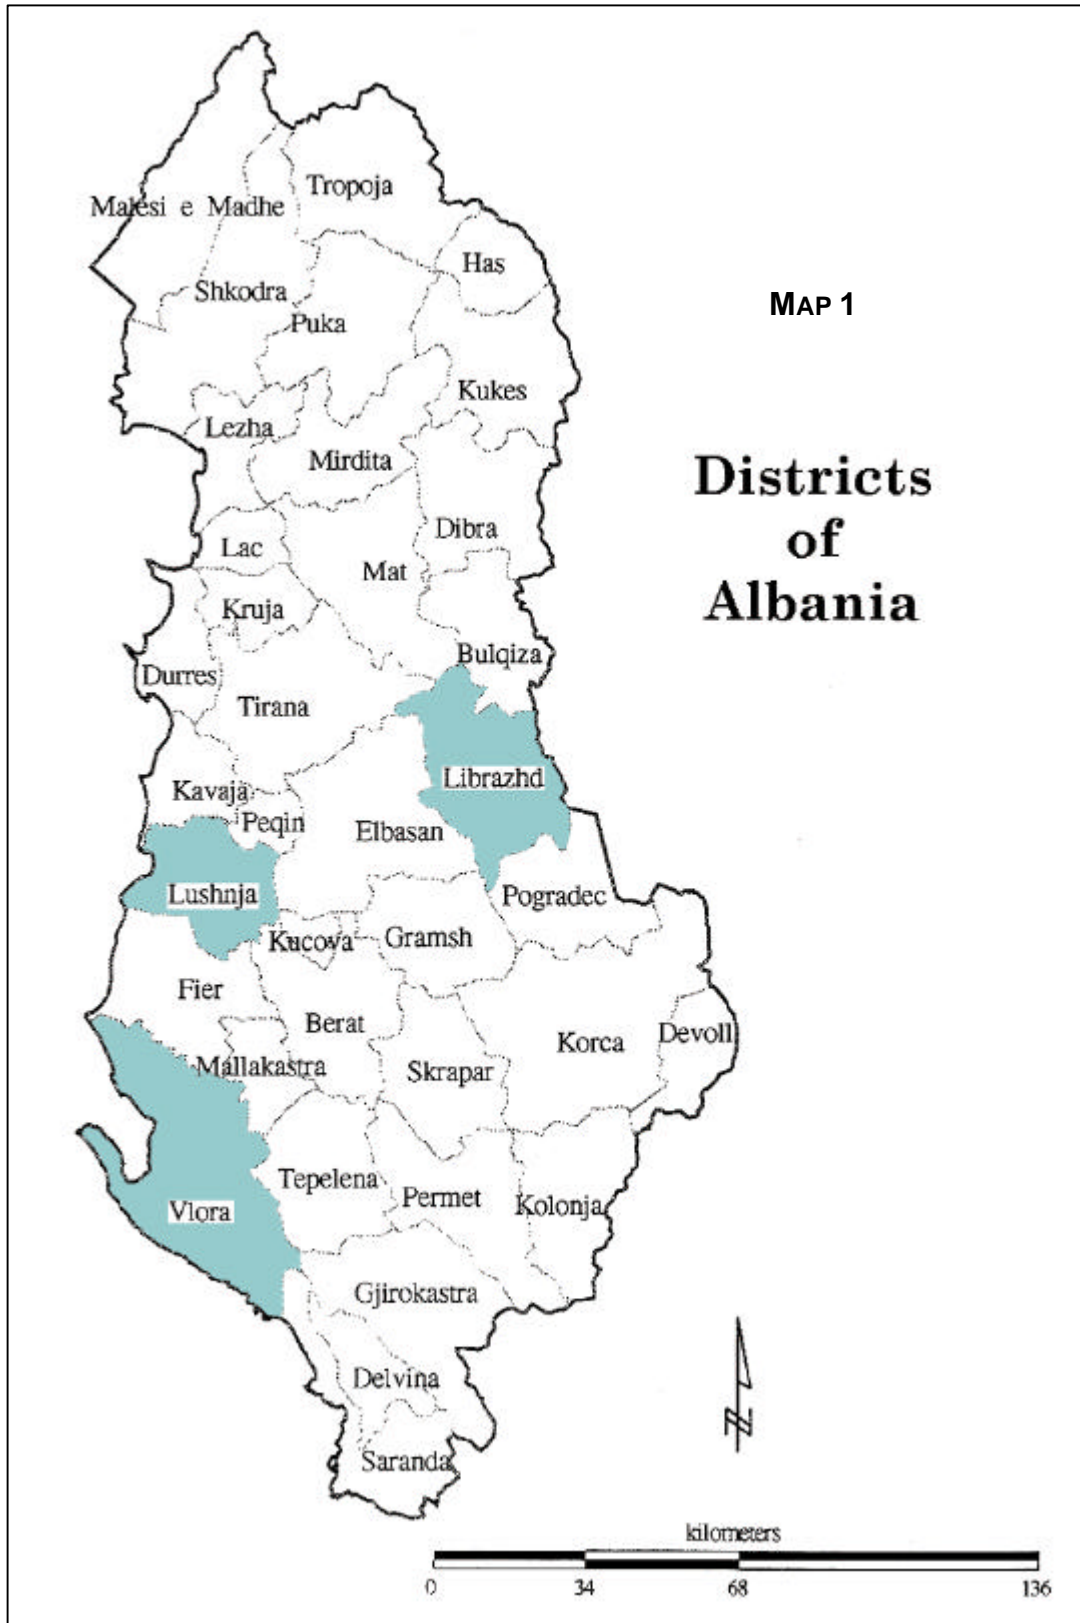 Tropoja
Malesi e Madhe
Has
Shkodra
MAP 1
Puka
Kukes
Lezha
Mirdita
Districts
of
Albania
Dibra
Lac
Mat
Kruja
Bulqiza
Durres
Tirana
Librazhd
Kavaja
Peqin
Elbasan
Lushnja
Pogradec
Kucova
Gramsh
Fier
Berat
Korca
Devoll
Mallakastra
Skrapar
Tepelena
Permet
Kolonja
Vlora
Gjirokastra
Delvina
Saranda
N
kilometers
0 34 68 136